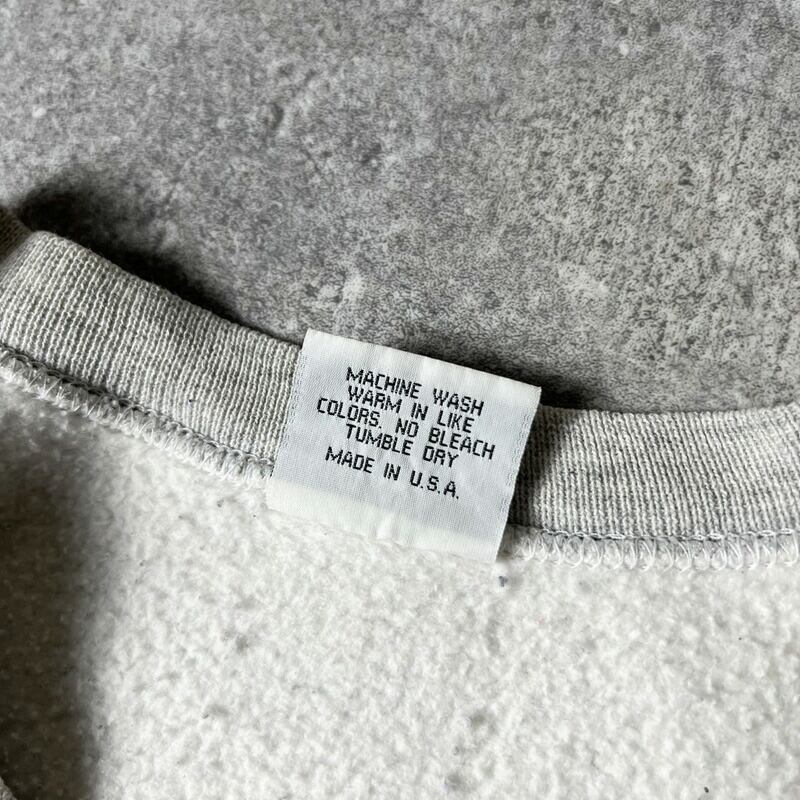 MACHINE WASH
WARM IN LIKE
COLORS. NO BLEACH
TUMBLE DRY
MADE IN U.S.A.